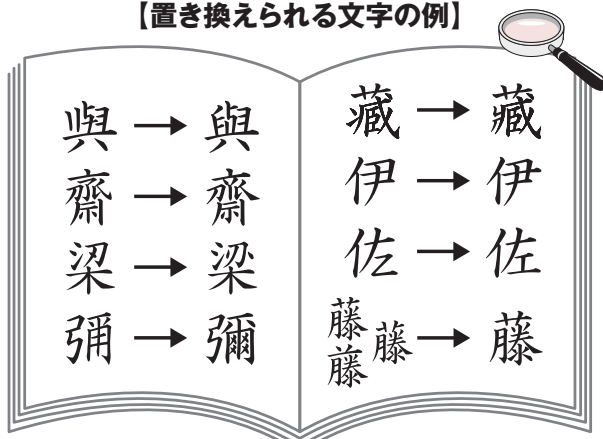 【置き換えられる文字の例】
與→與
齋→齋
梁→梁
弥→彌
藏→藏
伊→伊
佐→佐
藤藤藤→藤